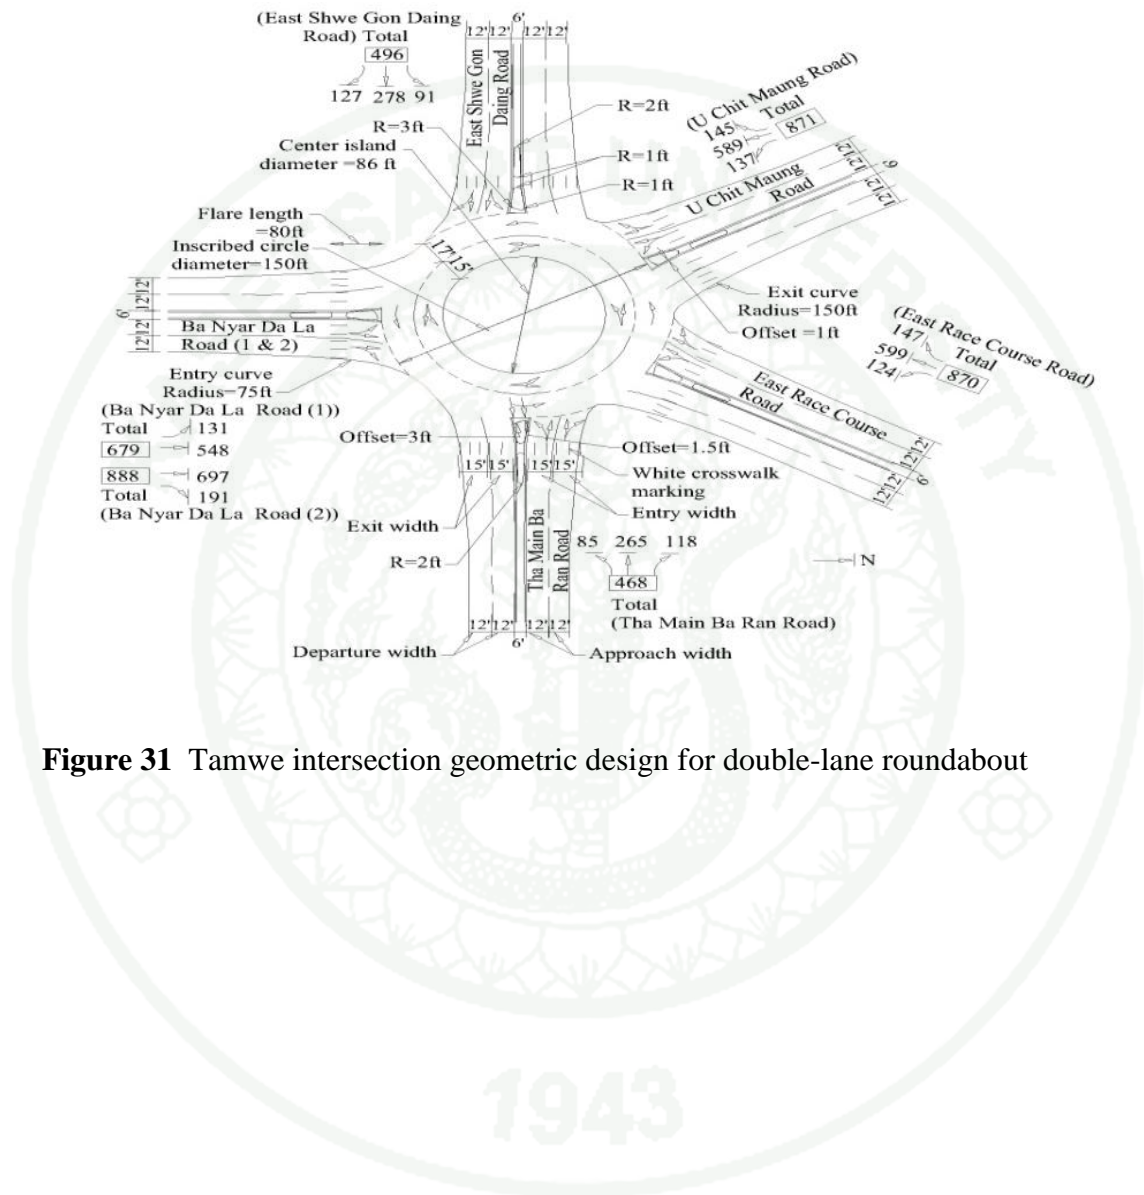 (East Shwe Gon Daing
Road) Total
496
127 278 91
6'
12' 12' 12' 12'
East Shwe Gon
Daing Road
R=3ft
Center island
diameter =86 ft
R=2ft
R=1ft
R=1ft
(U Chit Maung Road)
145 Total
589 871
137
U Chit Maung
Road
12' 12'
6'
12' 12'
Flare length
=80ft
Inscribed circle
diameter=150ft
17' 15'
Exit curve
Radius=150ft
Offset =1ft
(East Race Course Road)
147 Total
599 870
124
East Race Course
Road
12' 12'
6'
12' 12'
12' 12'
6'
12' 12'
Ba Nyar Da La
Road (1 & 2)
Entry curve
Radius=75ft
(Ba Nyar Da La Road (1))
Total 131
679 548
888 697
Total 191
(Ba Nyar Da La Road (2))
Offset=3ft
Offset=1.5ft
15' 15' 15' 15'
White crosswalk
marking
Exit width
Entry width
R=2ft
Tha Main Ba
Ran Road
85 265 118
468
Total
(Tha Main Ba Ran Road)
N
12' 12' 12' 12'
6'
Departure width
Approach width
Figure 31 Tamwe intersection geometric design for double-lane roundabout
1943